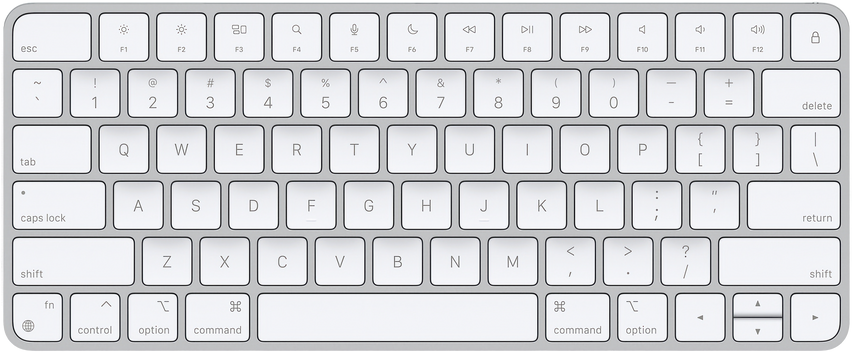 esc F1 F2 F3 F4 F5 F6 F7 F8 F9 F10 F11 F12
~ ! @ # $ % ^ & * ( ) — +
` 1 2 3 4 5 6 7 8 9 0 - = delete
tab Q W E R T Y U I O P { [ } ] | \
caps lock A S D F G H J K L : ; " ' return
shift Z X C V B N M < , > . ? / shift
fn ^ ⌥ ⌘ ⌘ ⌥ ◀ ▲ ▶
control option command command option ▼